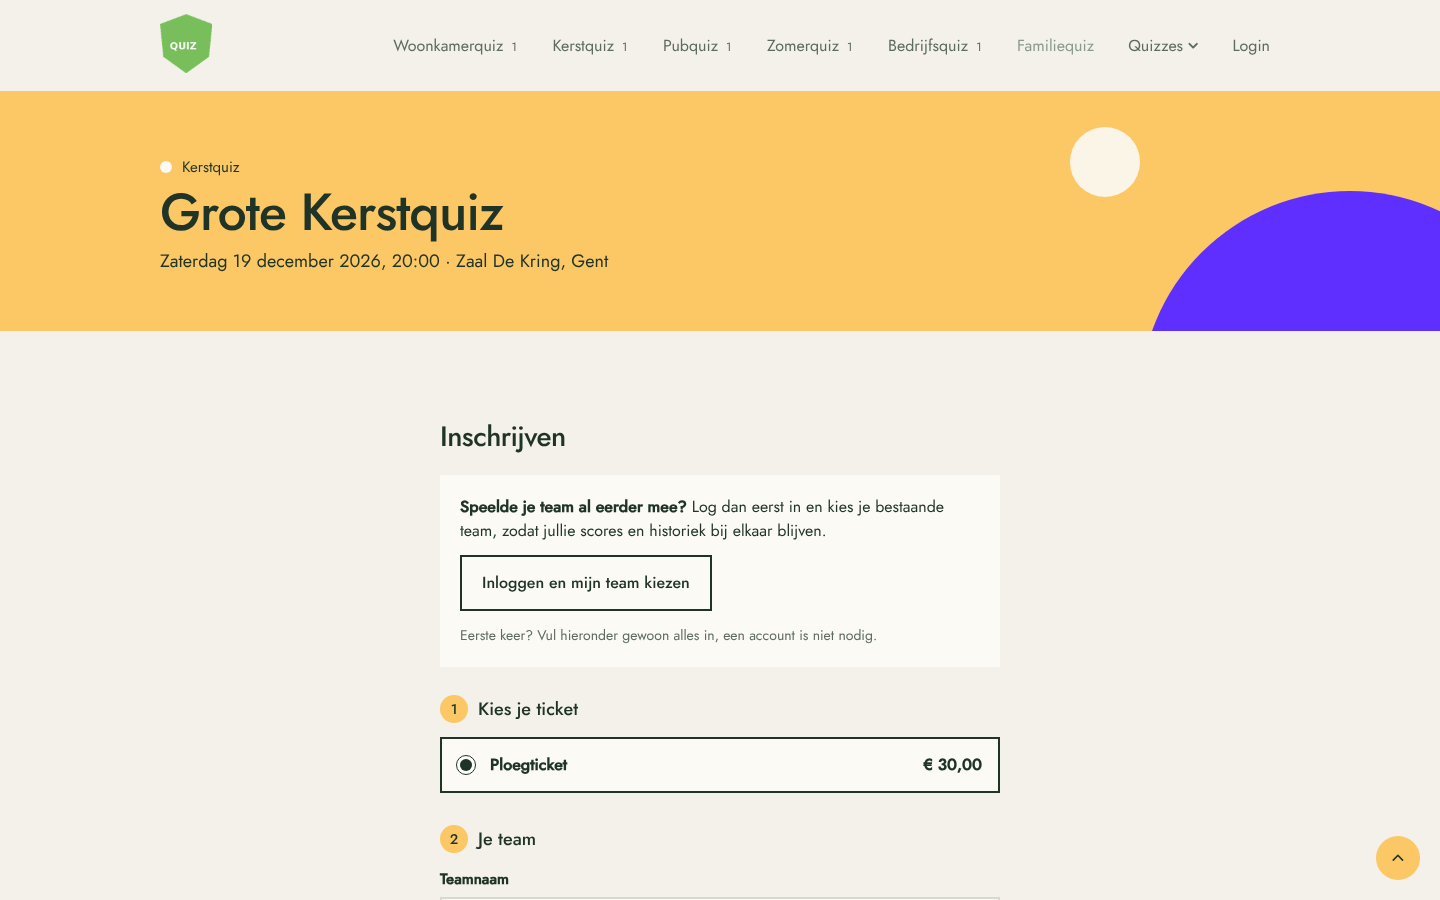 QUIZ
Woonkamerquiz 1 Kerstquiz 1 Pubquiz 1 Zomerquiz 1 Bedrijfsquiz 1 Familiequiz Quizzes Login
Kerstquiz
Grote Kerstquiz
Zaterdag 19 december 2026, 20:00 · Zaal De Kring, Gent
Inschrijven
Speelde je team al eerder mee? Log dan eerst in en kies je bestaande
team, zodat jullie scores en historiek bij elkaar blijven.
Inloggen en mijn team kiezen
Eerste keer? Vul hieronder gewoon alles in, een account is niet nodig.
1 Kies je ticket
Ploegticket € 30,00
2 Je team
Teamnaam